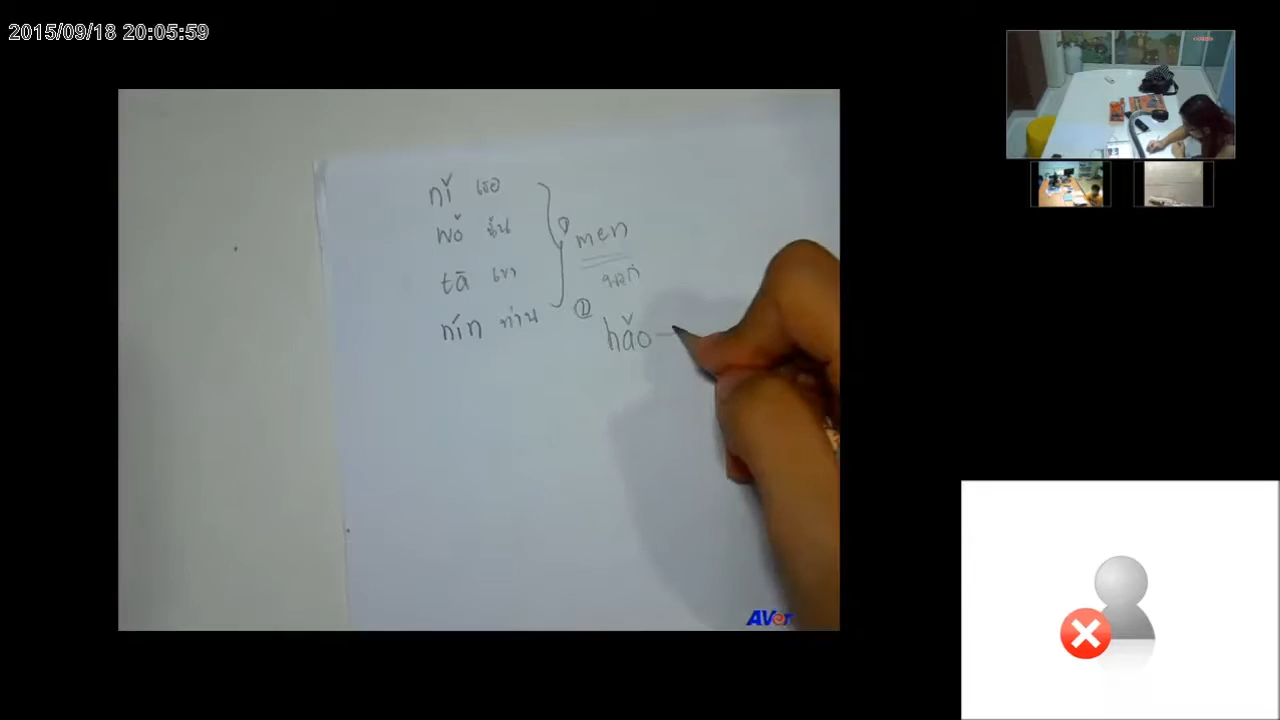 2015/09/18 20:05:59
nǐ เธอ
wǒ ฉัน
tā เขา
nín ท่าน
① men
พวก
② hǎo
AVer